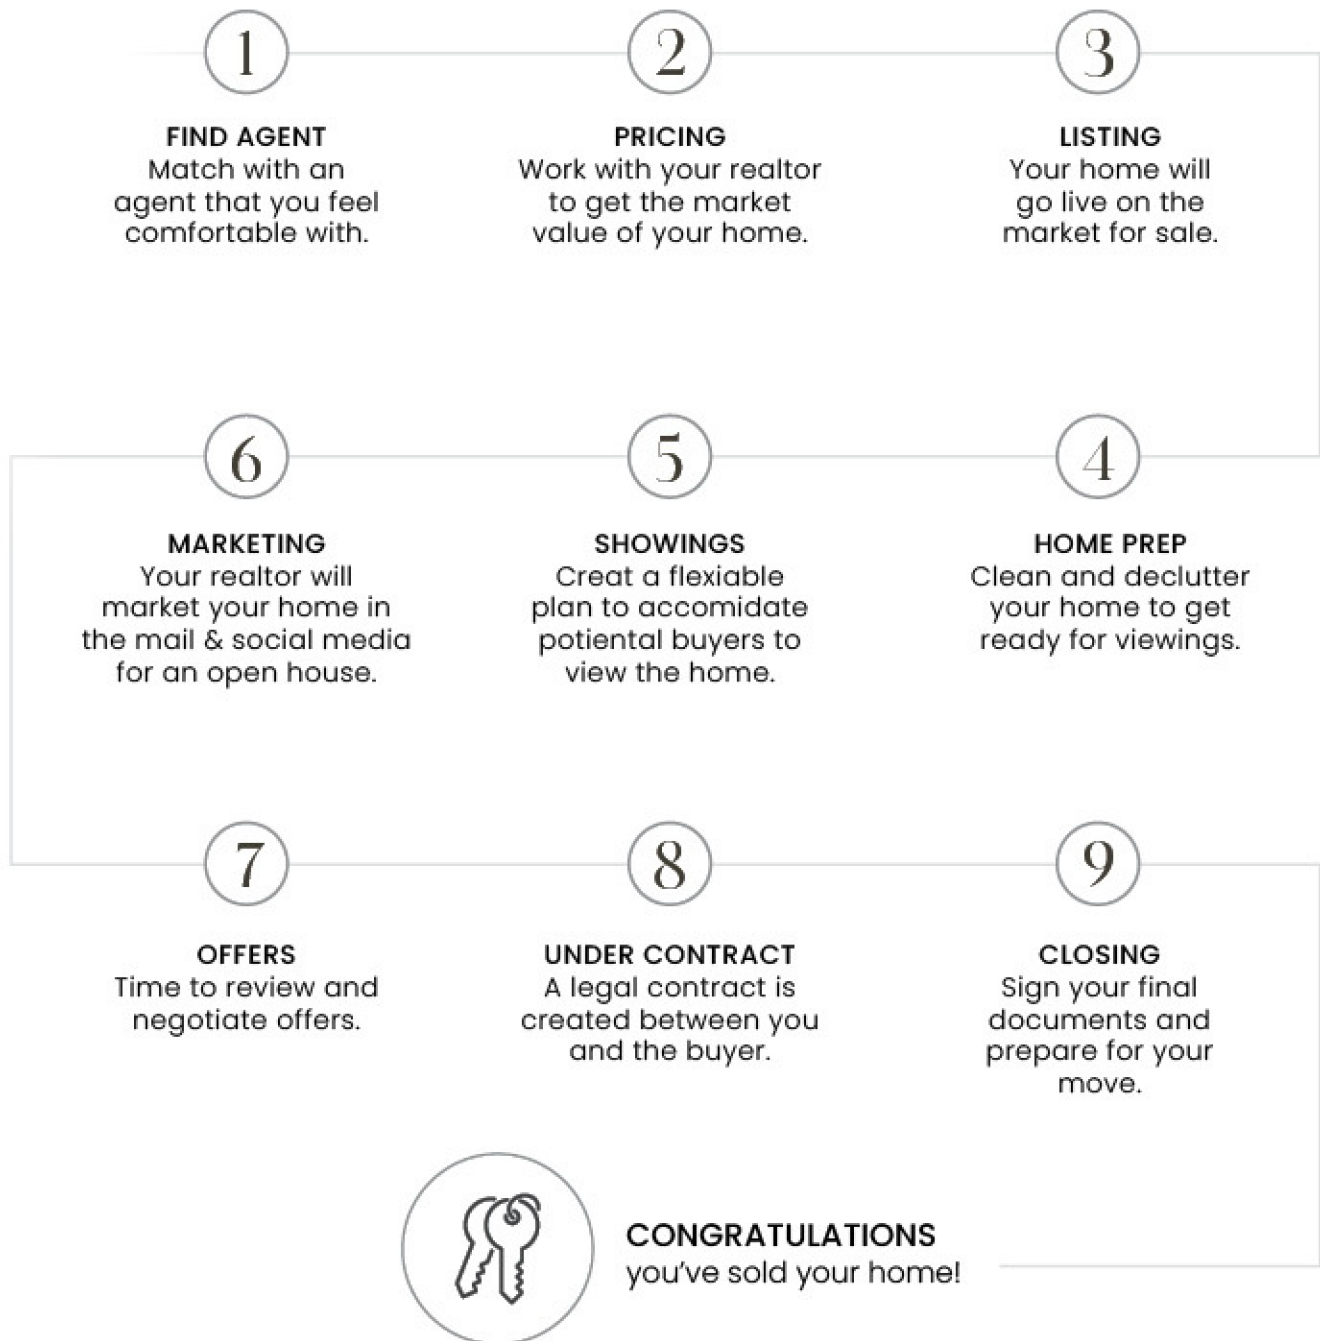 1
FIND AGENT
Match with an
agent that you feel
comfortable with.
2
PRICING
Work with your realtor
to get the market
value of your home.
3
LISTING
Your home will
go live on the
market for sale.
4
HOME PREP
Clean and declutter
your home to get
ready for viewings.
5
SHOWINGS
Creat a flexiable
plan to accomidate
potiental buyers to
view the home.
6
MARKETING
Your realtor will
market your home in
the mail & social media
for an open house.
7
OFFERS
Time to review and
negotiate offers.
8
UNDER CONTRACT
A legal contract is
created between you
and the buyer.
9
CLOSING
Sign your final
documents and
prepare for your
move.
CONGRATULATIONS
you've sold your home!